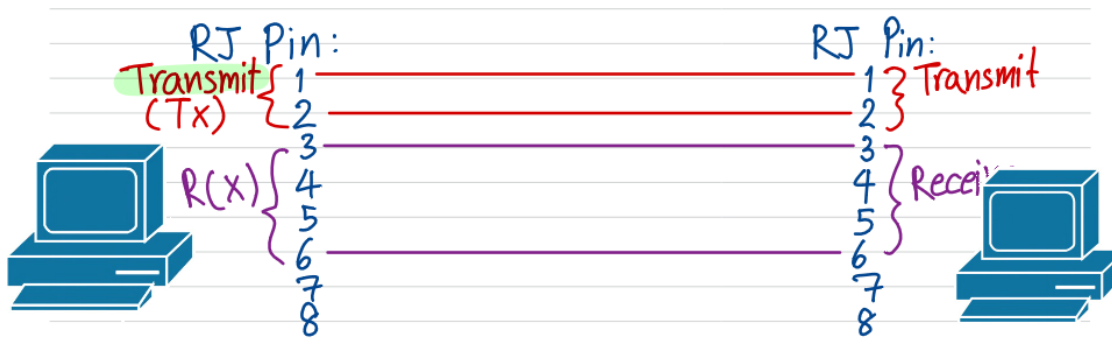 RJ Pin: RJ Pin:
Transmit 1 1 Transmit
(Tx) 2 2
3 3
R(x) 4 4
5 5
6 6
7 7
8 8